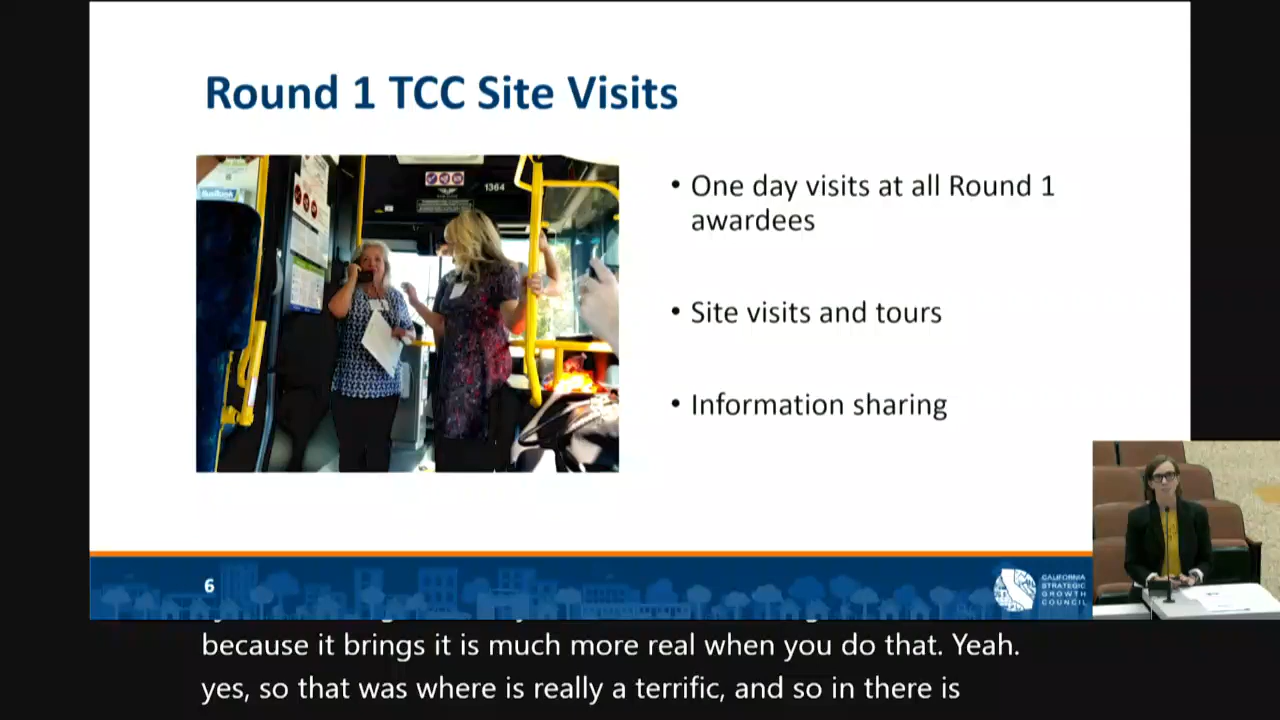 Round 1 TCC Site Visits
1364
• One day visits at all Round 1
awardees
• Site visits and tours
• Information sharing
6
CALIFORNIA
STRATEGIC
GROWTH
COUNCIL
because it brings it is much more real when you do that. Yeah.
yes, so that was where is really a terrific, and so in there is